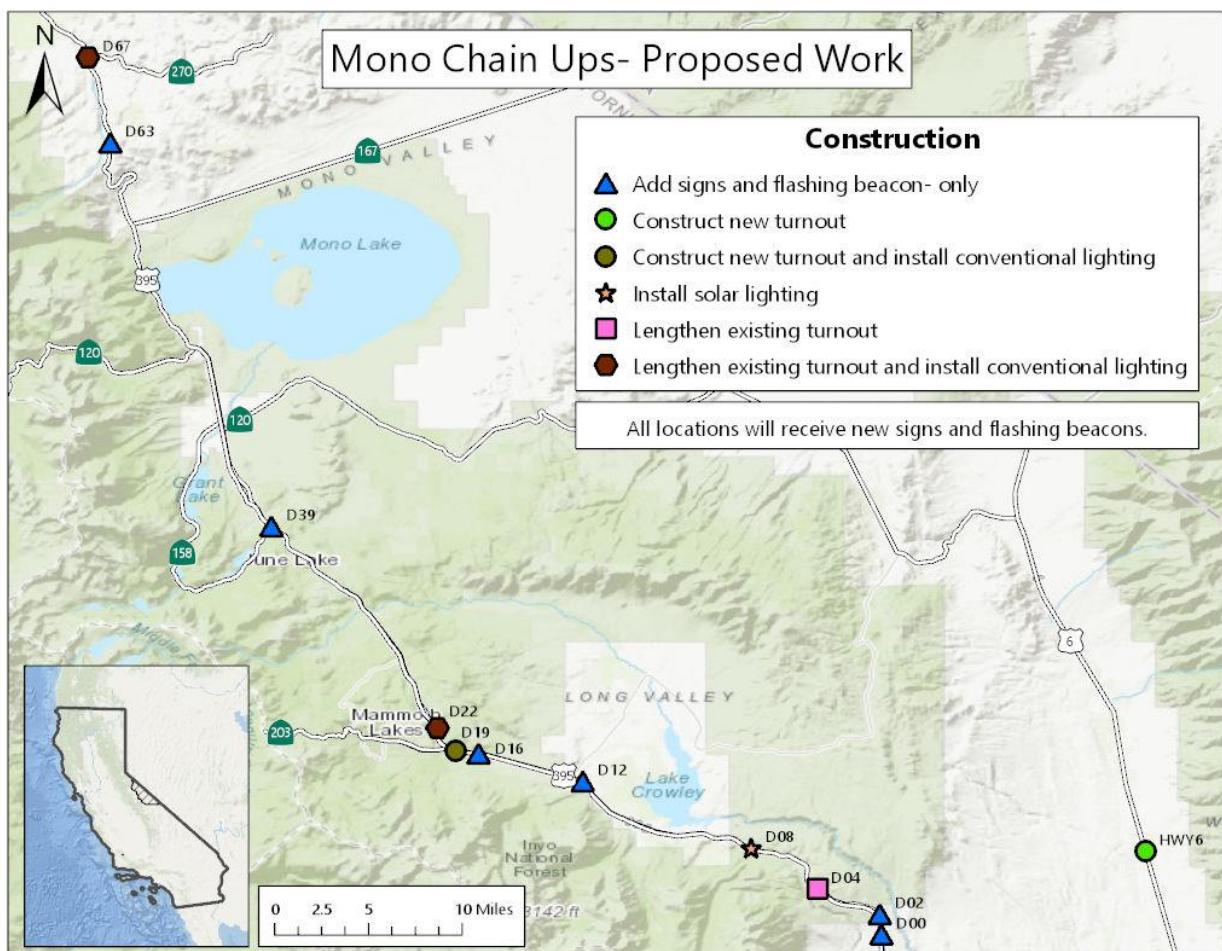 N
D67
Mono Chain Ups- Proposed Work
270
D63
167
MONO VALLEY
Construction
Add signs and flashing beacon- only
Construct new turnout
Construct new turnout and install conventional lighting
Install solar lighting
Lengthen existing turnout
Lengthen existing turnout and install conventional lighting
All locations will receive new signs and flashing beacons.
Mono Lake
395
120
120
Grant
Lake
D39
158
June Lake
6
LONG VALLEY
Mammoth
Lakes
D22
D19
D16
203
395
D12
Lake
Crowley
D08
HWY6
Inyo
National
Forest
D04
D02
D00
0 2.5 5 10 Miles